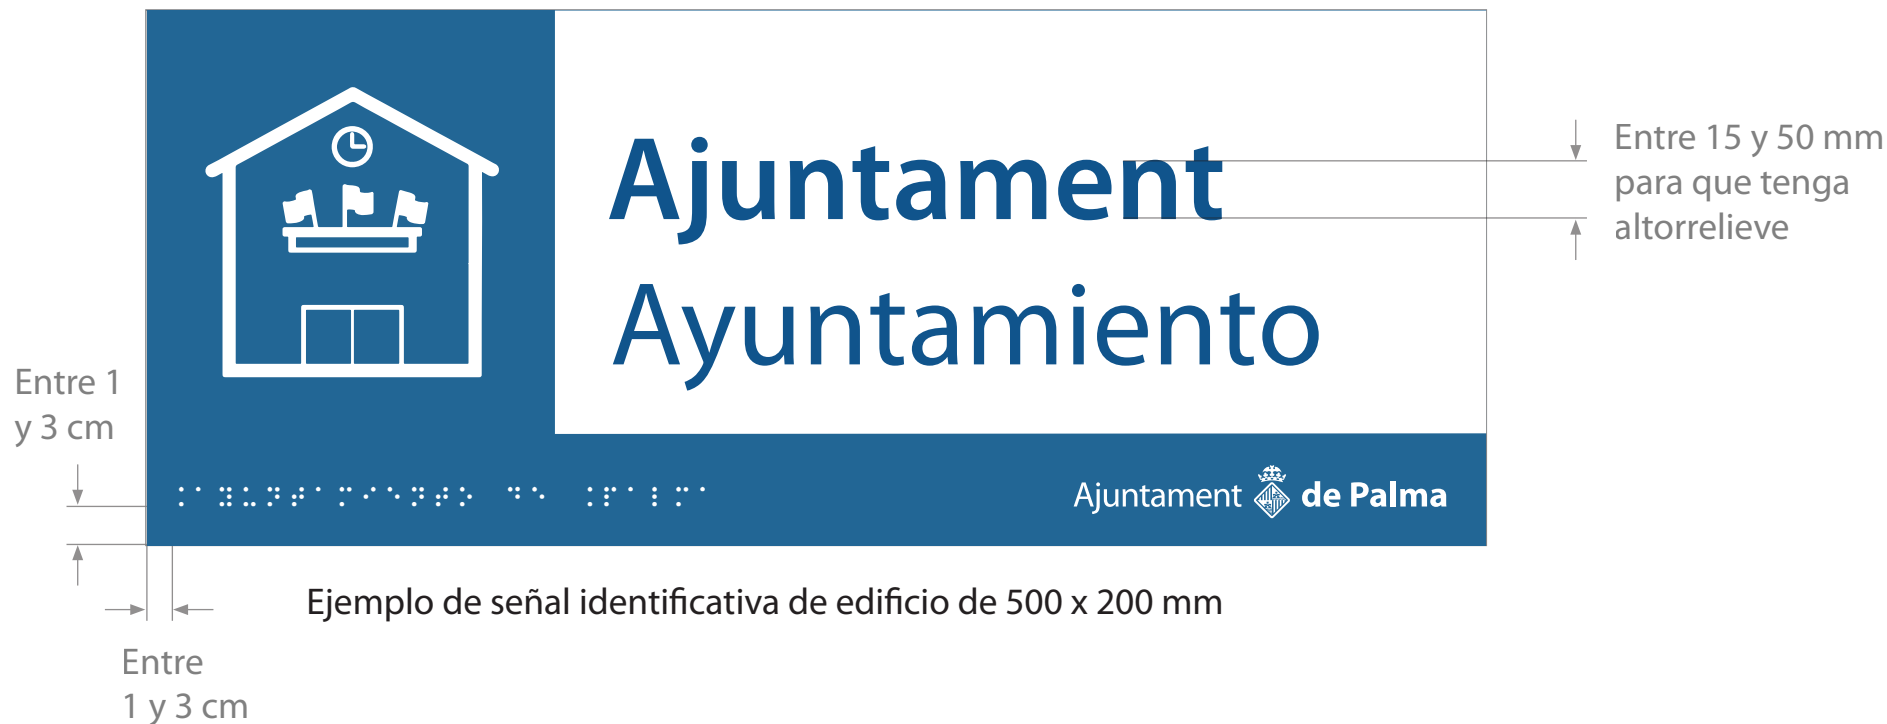 Ajuntament
Ayuntamiento
Entre 15 y 50 mm
para que tenga
altorrelieve
Entre 1
y 3 cm
⠨⠁⠽⠥⠝⠞⠁⠍⠊⠑⠝⠞⠕ ⠙⠑ ⠨⠏⠁⠇⠍⠁
Ajuntament de Palma
Ejemplo de señal identificativa de edificio de 500 x 200 mm
Entre
1 y 3 cm